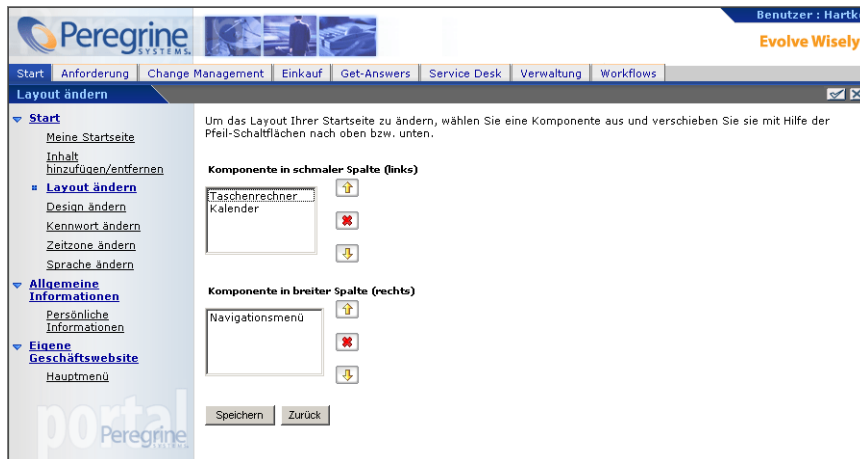 Benutzer : Hartk
Peregrine
SYSTEMS
Evolve Wisely
Start Anforderung Change Management Einkauf Get-Answers Service Desk Verwaltung Workflows
Layout ändern
Start
Meine Startseite
Inhalt
hinzufügen/entfernen
Layout ändern
Design ändern
Kennwort ändern
Zeitzone ändern
Sprache ändern
Allgemeine
Informationen
Persönliche
Informationen
Eigene
Geschäftswebsite
Hauptmenü
portal
Peregrine
SYSTEMS
Um das Layout Ihrer Startseite zu ändern, wählen Sie eine Komponente aus und verschieben Sie sie mit Hilfe der
Pfeil-Schaltflächen nach oben bzw. unten.
Komponente in schmaler Spalte (links)
Taschenrechner
Kalender
Komponente in breiter Spalte (rechts)
Navigationsmenü
Speichern Zurück